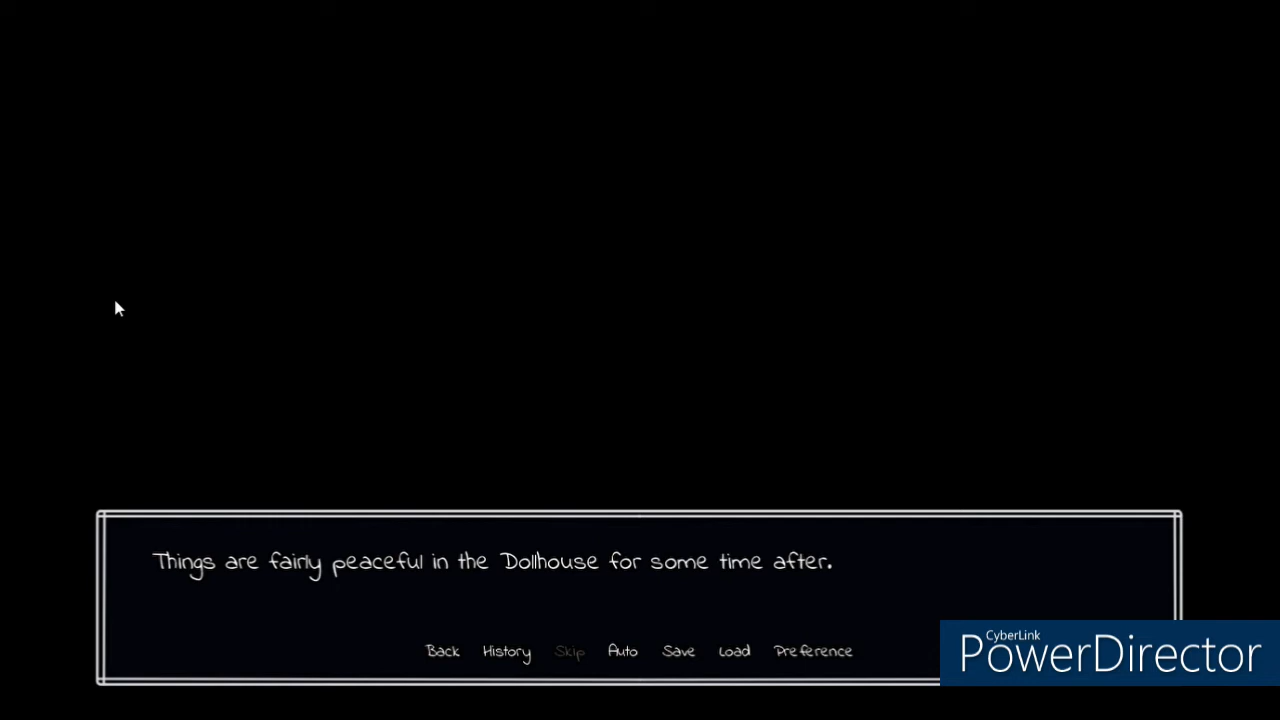 Things are fairly peaceful in the Dollhouse for some time after.
Back History Skip Auto Save Load Preference
CyberLink
PowerDirector